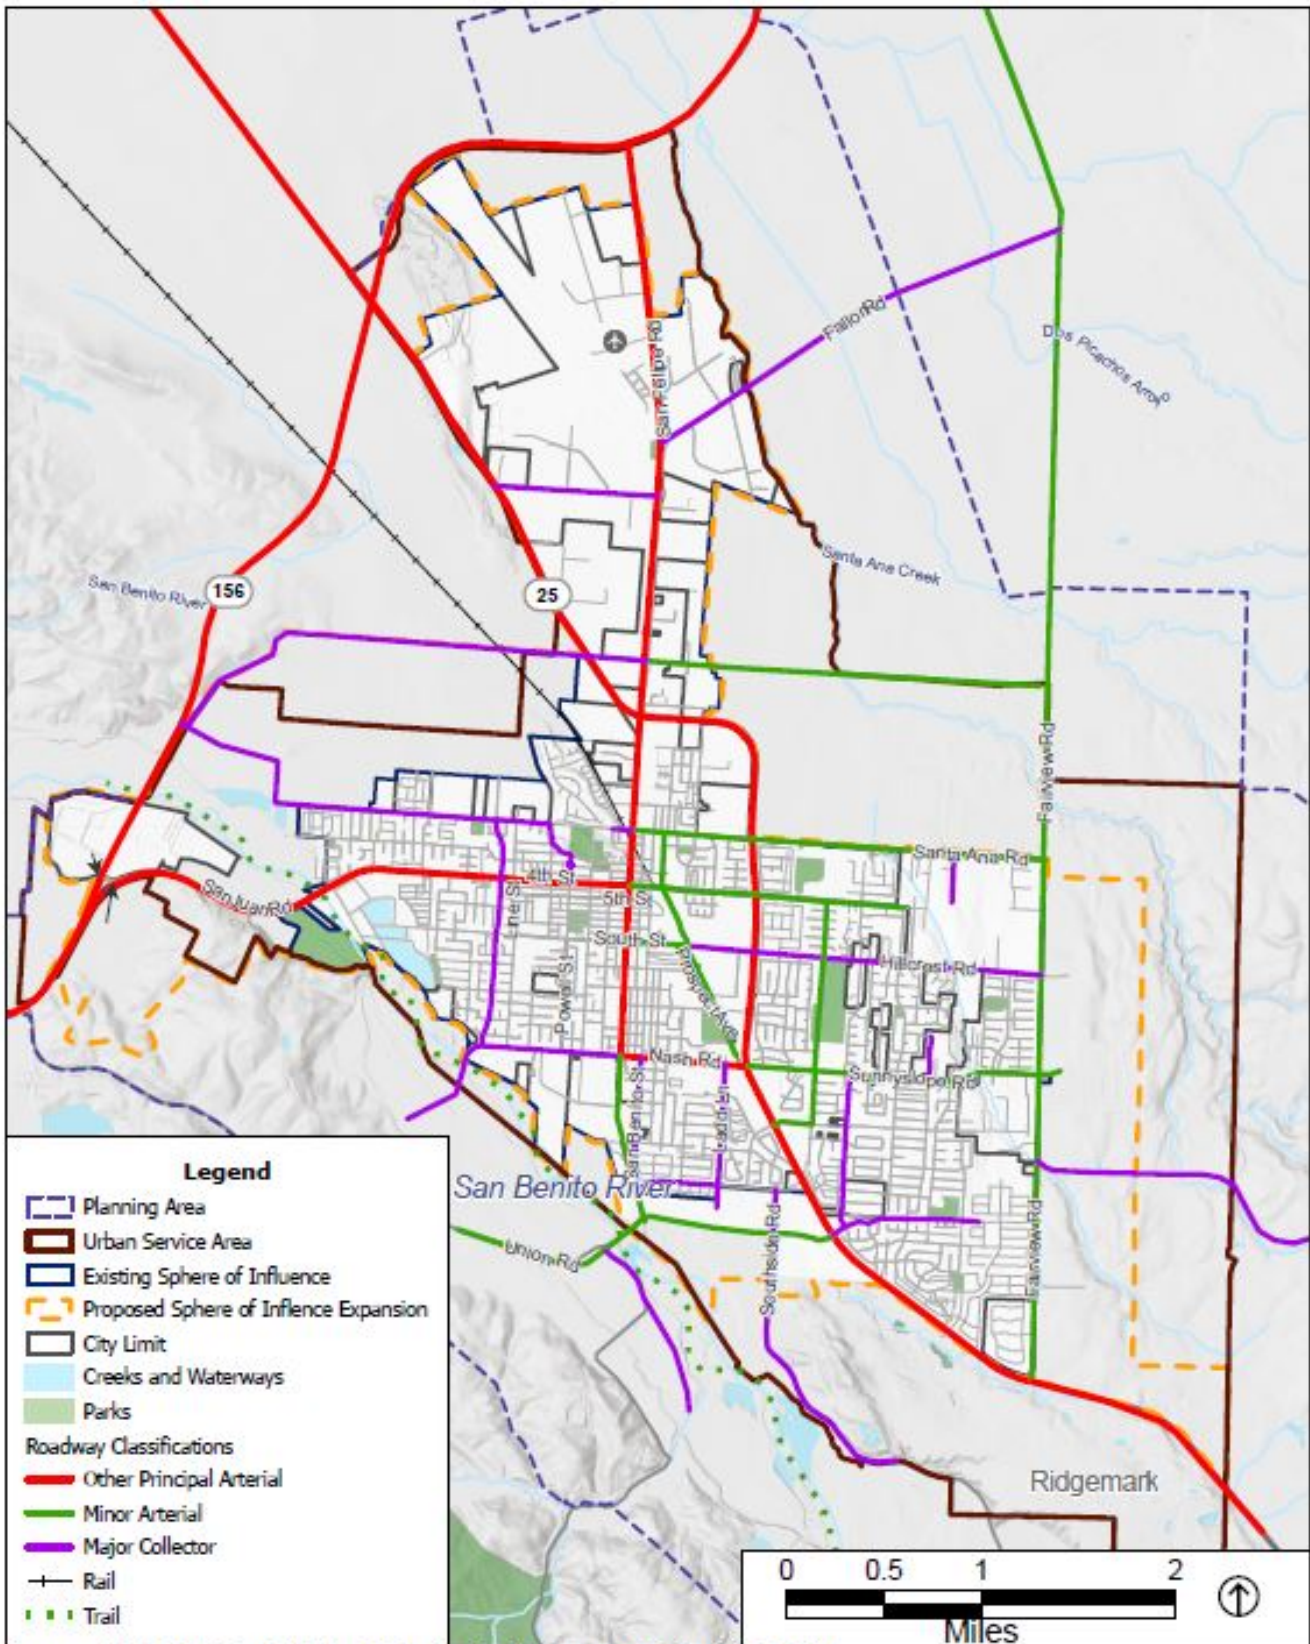 San Felipe Rd
Fallon Rd
Dos Picachos Arroyo
Santa Ana Creek
San Benito River
156
25
Fairview Rd
Santa Ana Rd
4th St
San Juan Rd
5th St
Line St
South St
Hillcrest Rd
Powell St
Prospect Ave
Nash Rd
Sunnyslope Rd
San Benito St
Ladd Ln
San Benito River
Union Rd
Southside Rd
Fairview Rd
Ridgemark
Legend
Planning Area
Urban Service Area
Existing Sphere of Influence
Proposed Sphere of Inflence Expansion
City Limit
Creeks and Waterways
Parks
Roadway Classifications
Other Principal Arterial
Minor Arterial
Major Collector
Rail
Trail
0 0.5 1 2
Miles